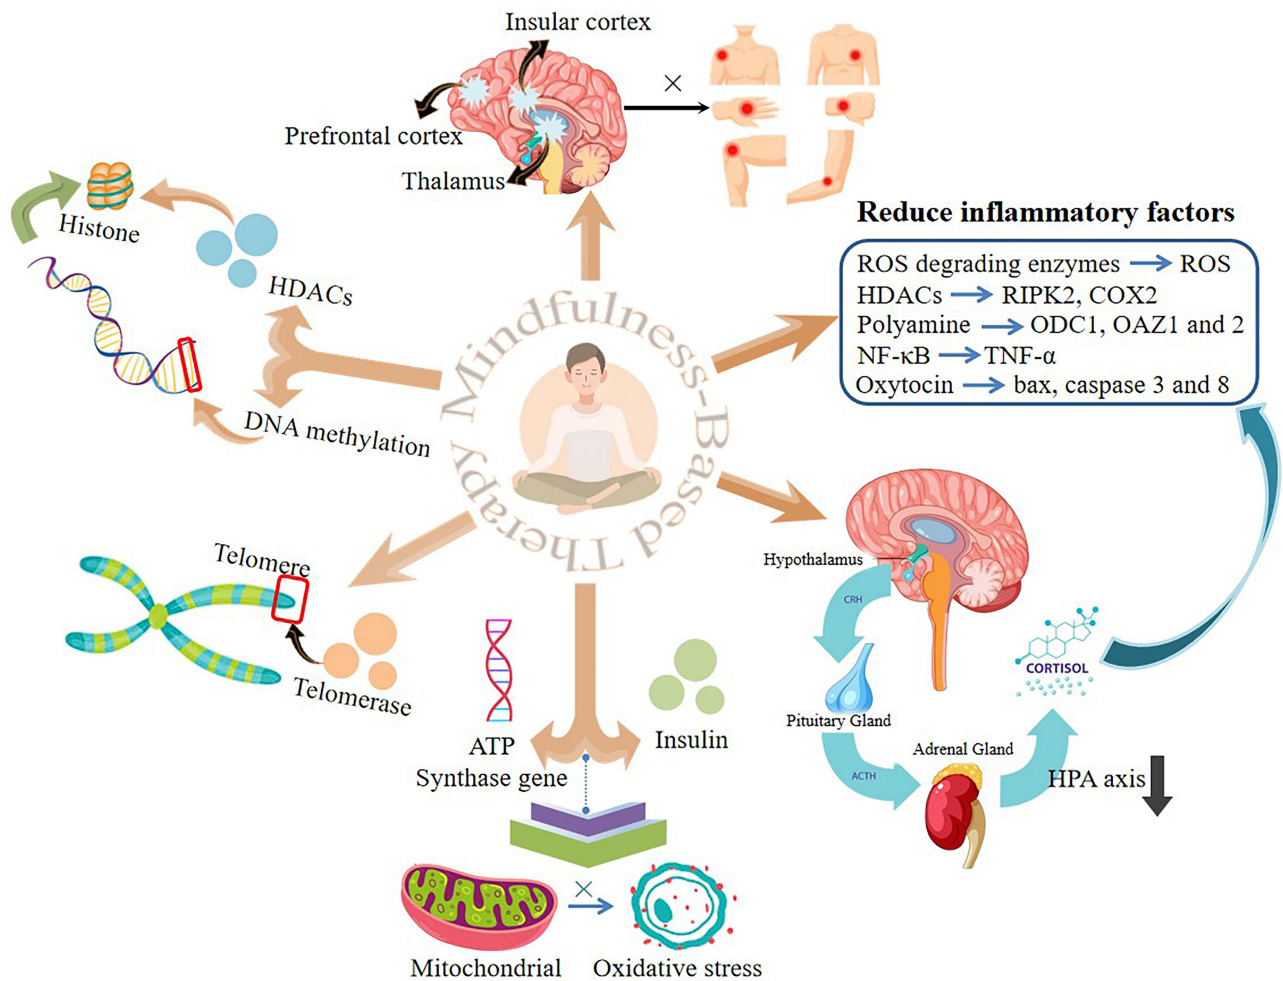 Insular cortex
Prefrontal cortex
×
Thalamus
Histone
HDACs
DNA methylation
Reduce inflammatory factors
ROS degrading enzymes → ROS
HDACs → RIPK2, COX2
Polyamine → ODC1, OAZ1 and 2
NF-κB → TNF-α
Oxytocin → bax, caspase 3 and 8
Mindfulness-Based Therapy
Telomere
Telomerase
Hypothalamus
CRH
Pituitary Gland
ACTH
Adrenal Gland
CORTISOL
HPA axis
ATP
Synthase gene
Insulin
×
Mitochondrial
Oxidative stress